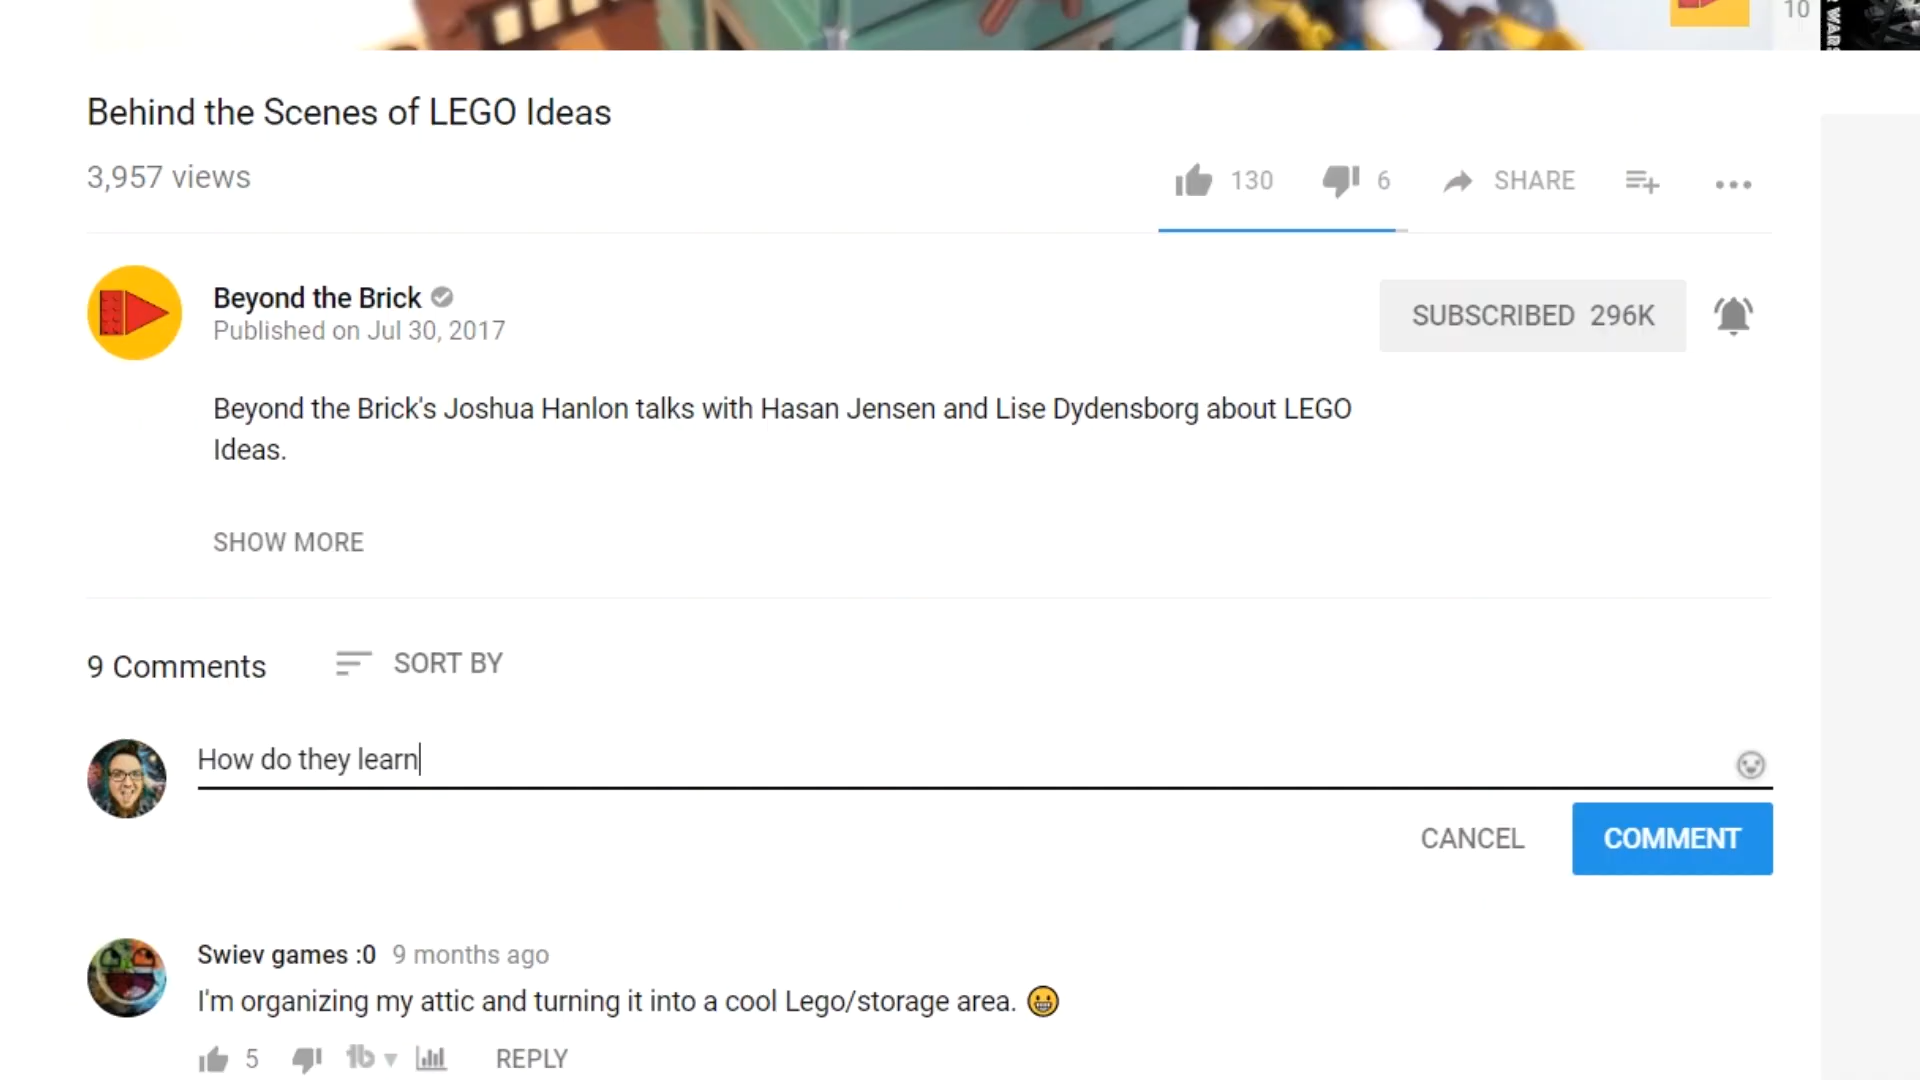 10
WARS
Behind the Scenes of LEGO Ideas
3,957 views
130 6 SHARE
Beyond the Brick
Published on Jul 30, 2017
SUBSCRIBED 296K
Beyond the Brick's Joshua Hanlon talks with Hasan Jensen and Lise Dydensborg about LEGO
Ideas.
SHOW MORE
9 Comments SORT BY
How do they learn
CANCEL COMMENT
Swiev games :0 9 months ago
I'm organizing my attic and turning it into a cool Lego/storage area. 😀
5 tb REPLY